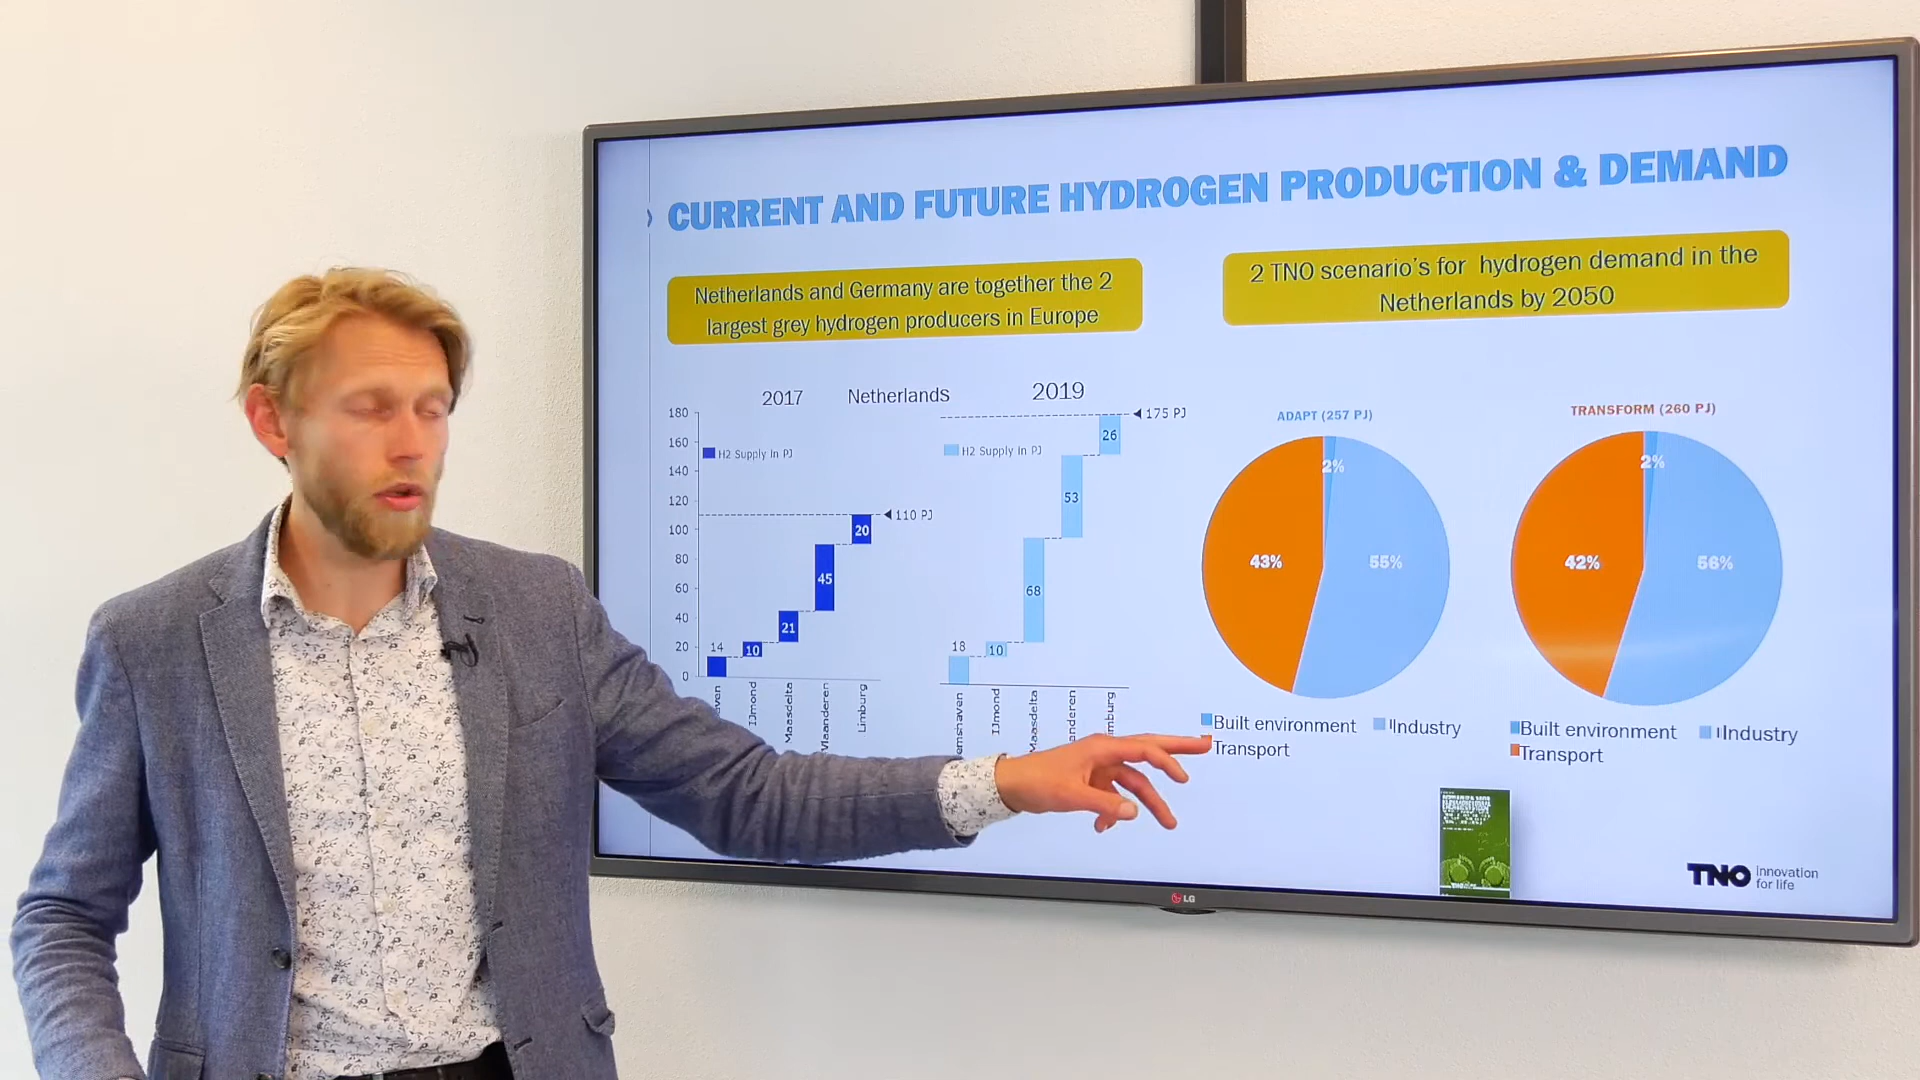 CURRENT AND FUTURE HYDROGEN PRODUCTION & DEMAND
Netherlands and Germany are together the 2
largest grey hydrogen producers in Europe
2 TNO scenario's for hydrogen demand in the
Netherlands by 2050
2017
Netherlands
2019
180
160
140
120
100
80
60
40
20
0
H2 Supply in PJ
110 PJ
14
10
21
45
20
IJmond
Maasdelta
Vlaanderen
Limburg
H2 Supply in PJ
175 PJ
18
10
68
53
26
IJmond
Maasdelta
ADAPT (257 PJ)
2%
43%
55%
Built environment
Industry
Transport
TRANSFORM (260 PJ)
2%
42%
56%
Built environment
Industry
Transport
TNO innovation
for life
LG